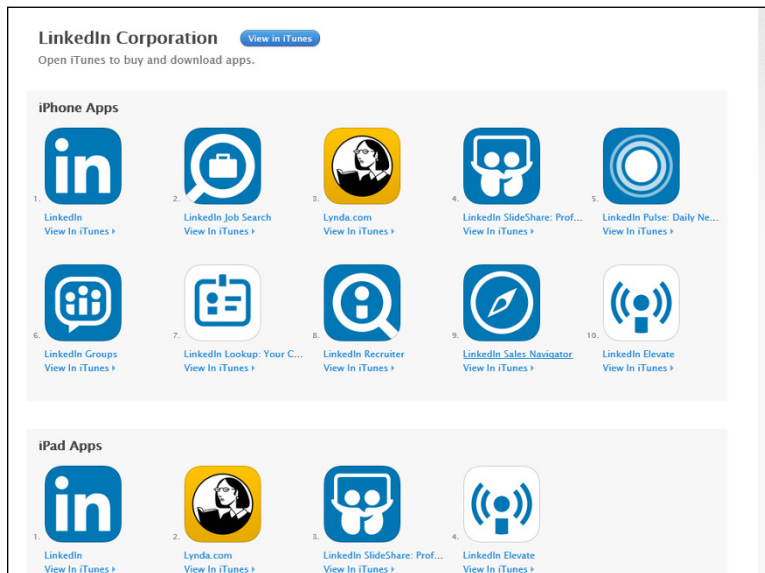 LinkedIn Corporation View in iTunes
Open iTunes to buy and download apps.
iPhone Apps
in
1. LinkedIn
View In iTunes
2. LinkedIn Job Search
View In iTunes
3. Lynda.com
View In iTunes
4. LinkedIn SlideShare: Prof...
View In iTunes
5. LinkedIn Pulse: Daily Ne...
View In iTunes
6. LinkedIn Groups
View In iTunes
7. LinkedIn Lookup: Your C...
View In iTunes
8. LinkedIn Recruiter
View In iTunes
9. LinkedIn Sales Navigator
View In iTunes
10. LinkedIn Elevate
View In iTunes
iPad Apps
in
1. LinkedIn
View In iTunes
2. Lynda.com
View In iTunes
3. LinkedIn SlideShare: Prof...
View In iTunes
4. LinkedIn Elevate
View In iTunes